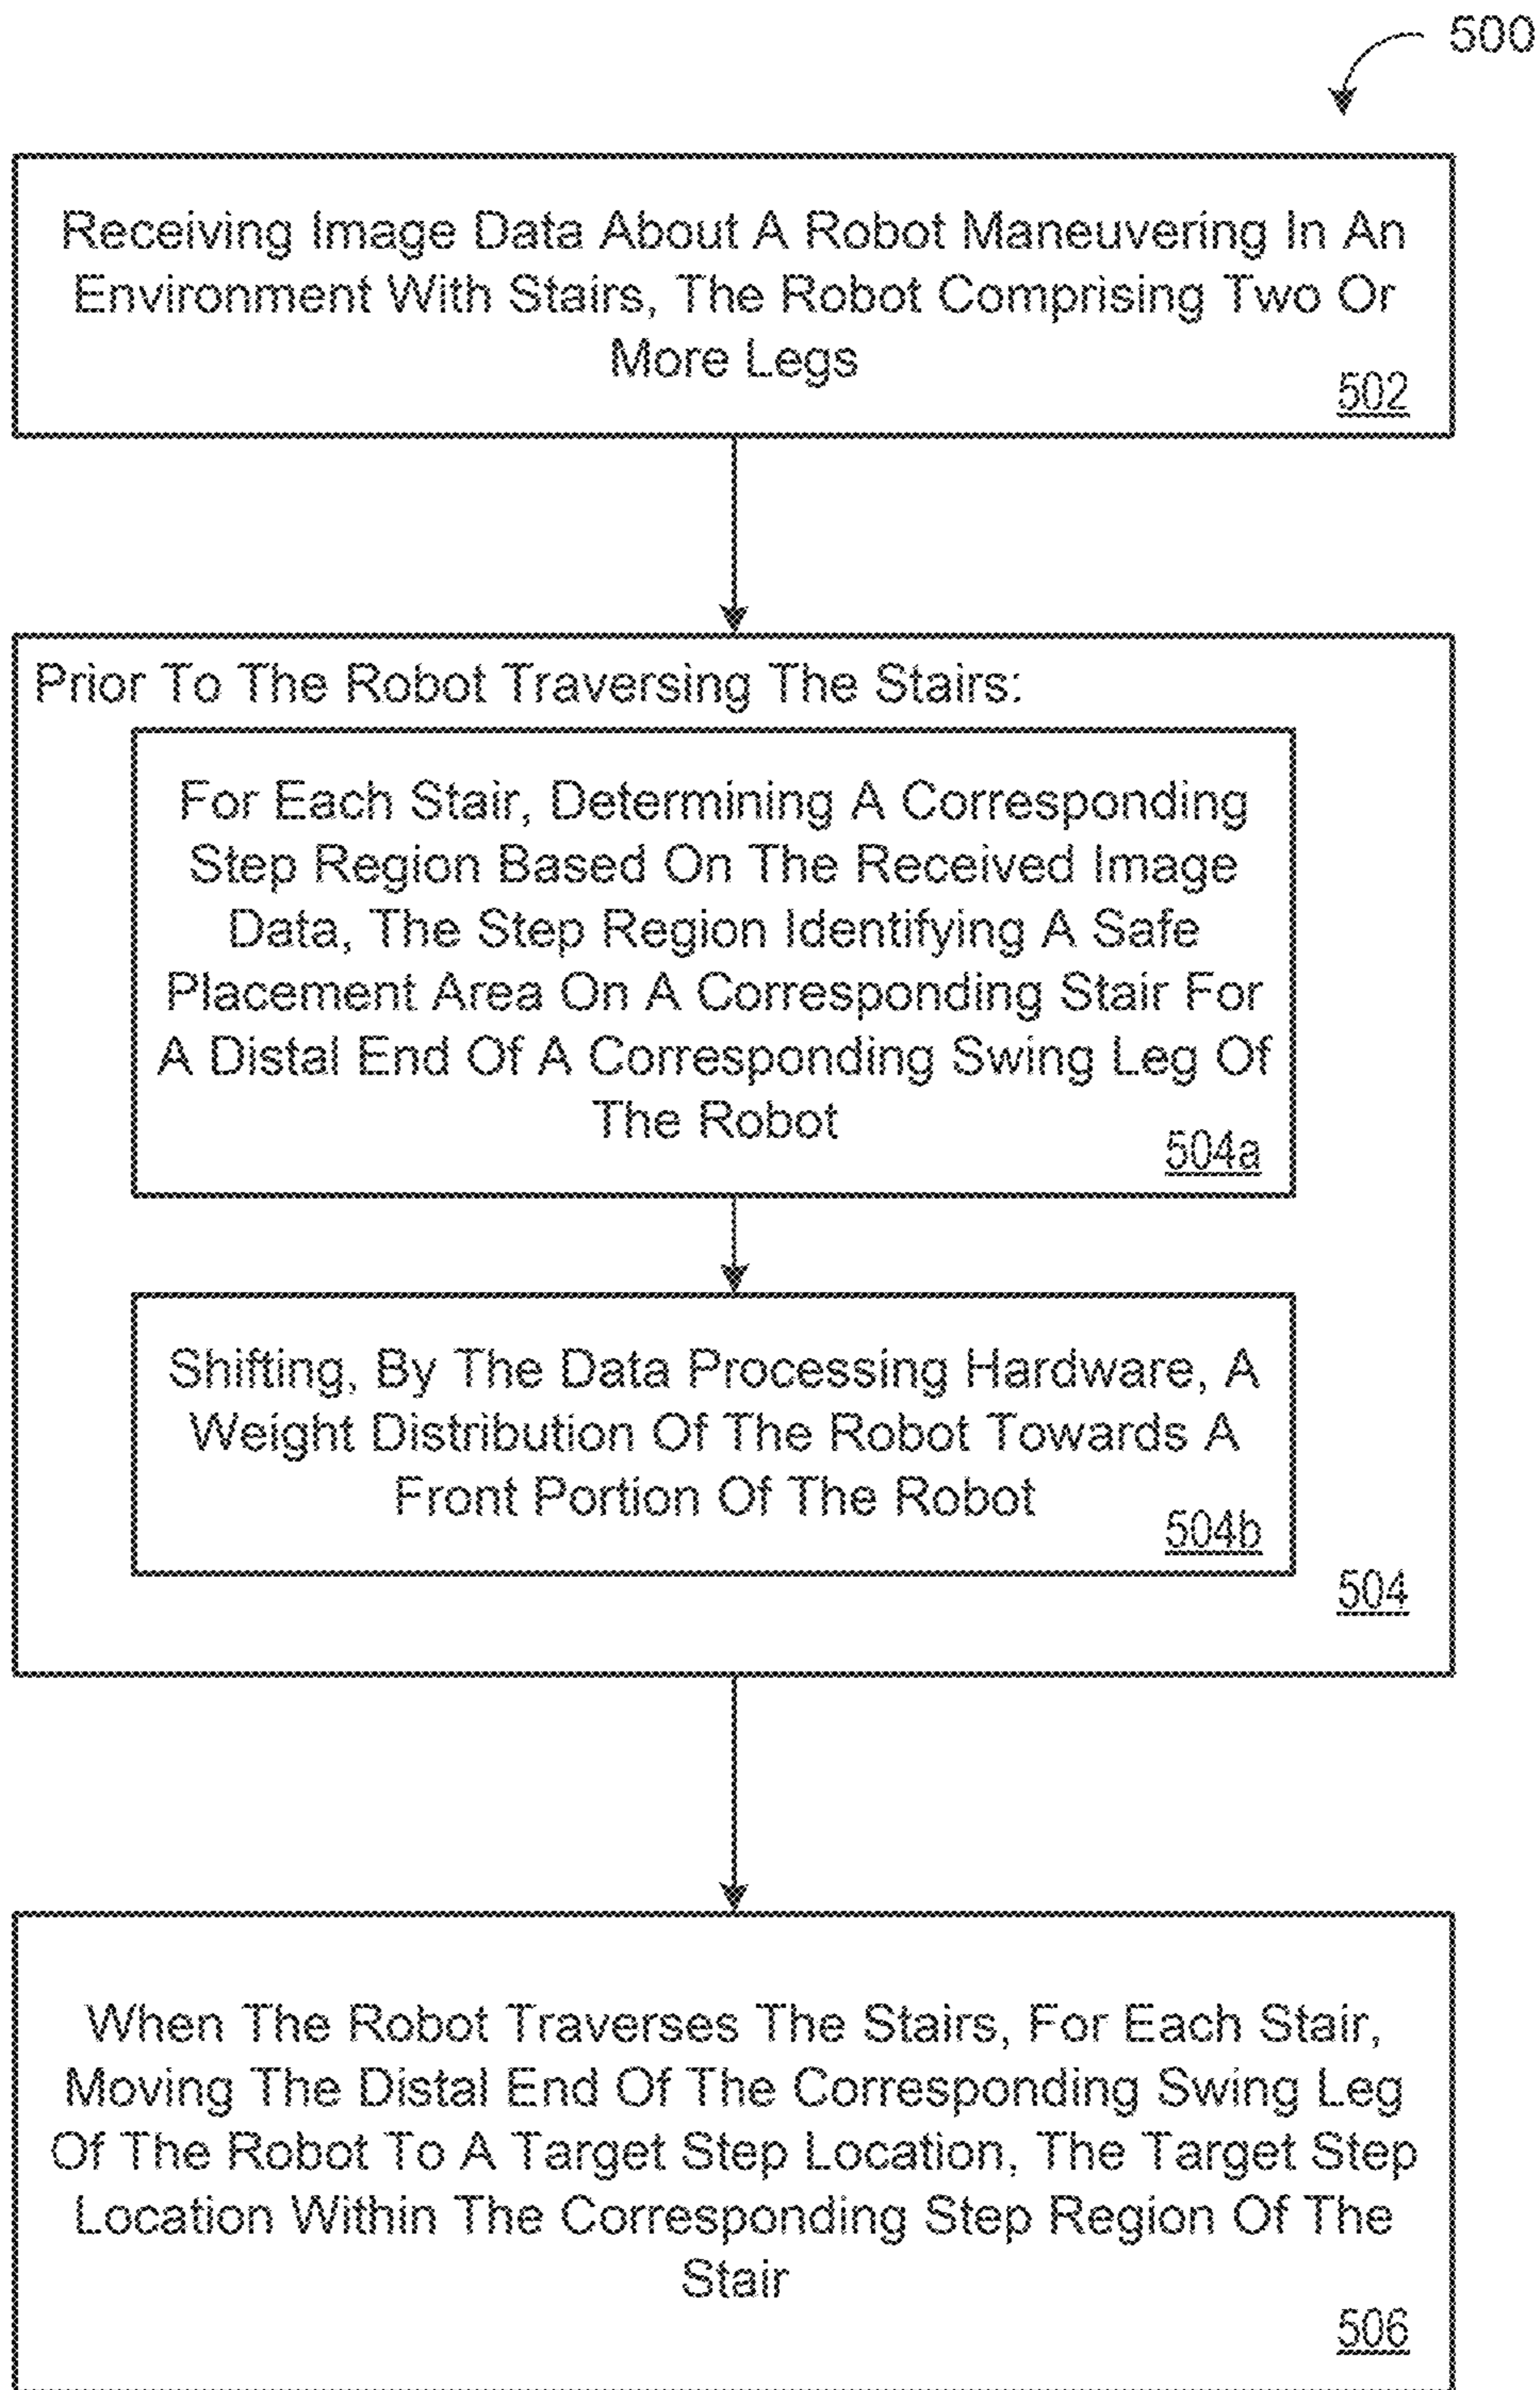 500
Receiving Image Data About A Robot Maneuvering In An
Environment With Stairs, The Robot Comprising Two Or
More Legs
502
Prior To The Robot Traversing The Stairs:
For Each Stair, Determining A Corresponding
Step Region Based On The Received Image
Data, The Step Region Identifying A Safe
Placement Area On A Corresponding Stair For
A Distal End Of A Corresponding Swing Leg Of
The Robot
504a
Shifting, By The Data Processing Hardware, A
Weight Distribution Of The Robot Towards A
Front Portion Of The Robot
504b
504
When The Robot Traverses The Stairs, For Each Stair,
Moving The Distal End Of The Corresponding Swing Leg
Of The Robot To A Target Step Location, The Target Step
Location Within The Corresponding Step Region Of The
Stair
506